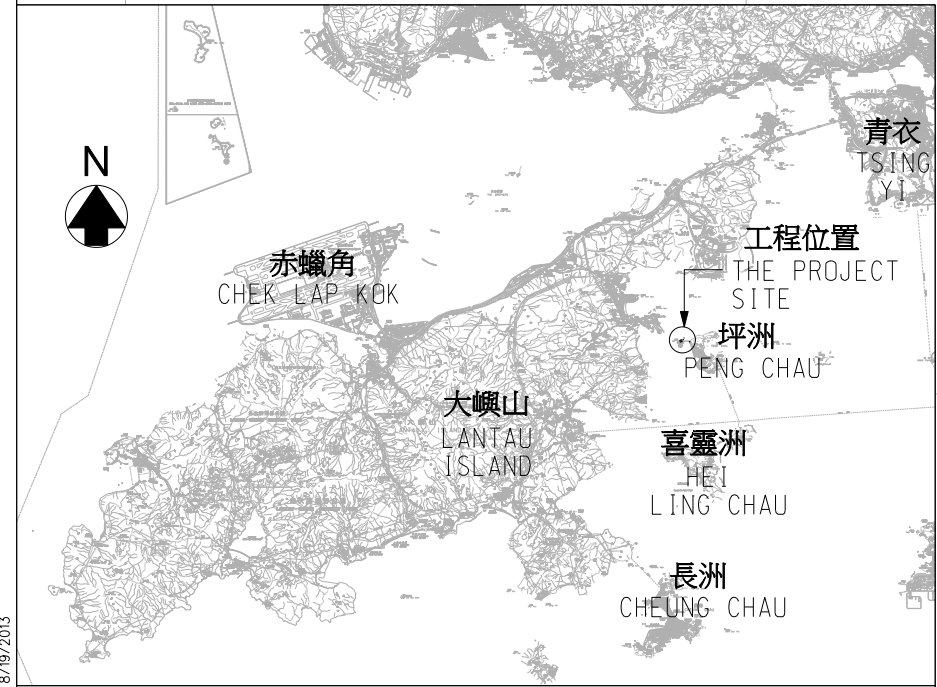 青衣
TSING
YI
N
工程位置
THE PROJECT
SITE
赤鱲角
CHEK LAP KOK
坪洲
PENG CHAU
大嶼山
LANTAU
ISLAND
喜靈洲
HEI
LING CHAU
長洲
CHEUNG CHAU
8/19/2013